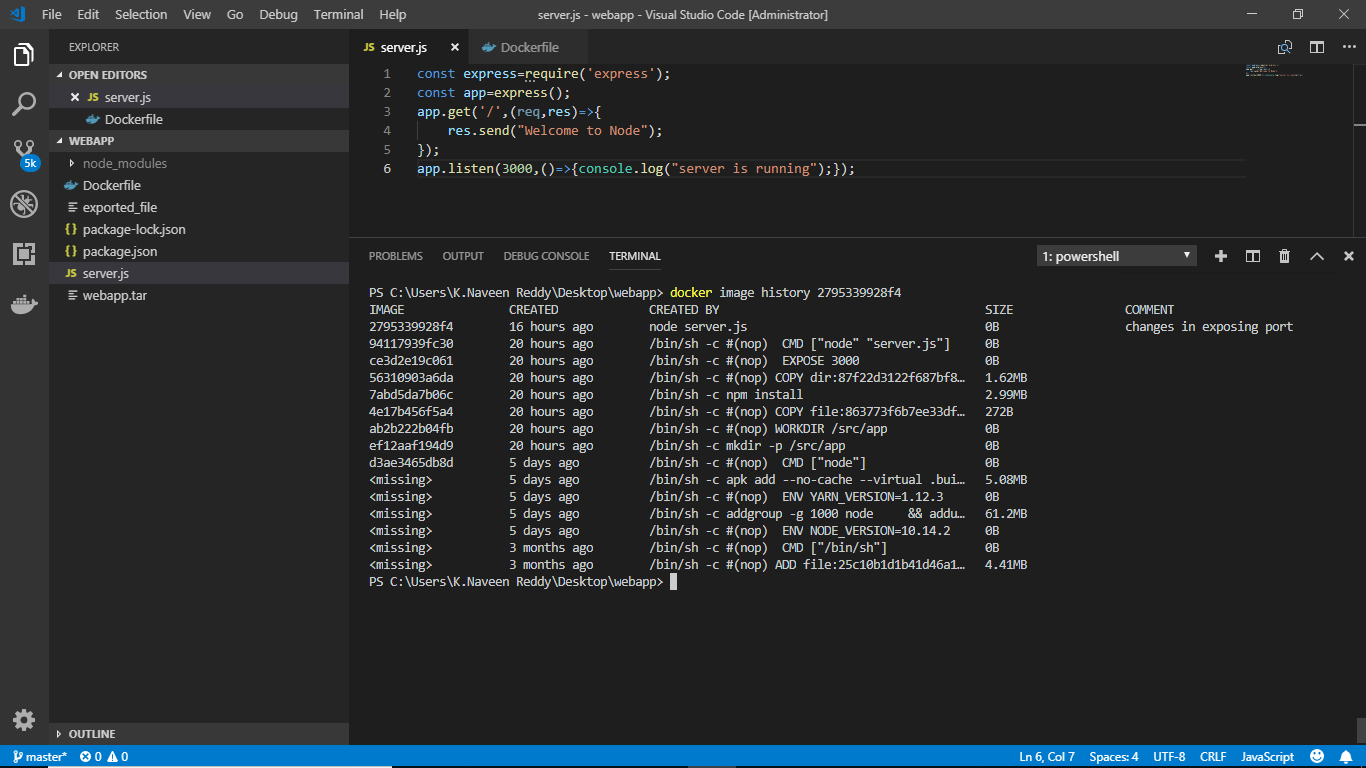 File Edit Selection View Go Debug Terminal Help server.js - webapp - Visual Studio Code [Administrator]
EXPLORER
OPEN EDITORS
JS server.js
Dockerfile
WEBAPP
node_modules
Dockerfile
exported_file
{} package-lock.json
{} package.json
JS server.js
webapp.tar
OUTLINE
5k
JS server.js Dockerfile
1 const express=require('express');
2 const app=express();
3 app.get('/',(req,res)=>{
4 res.send("Welcome to Node");
5 });
6 app.listen(3000,()=>{console.log("server is running");});
PROBLEMS OUTPUT DEBUG CONSOLE TERMINAL 1: powershell
PS C:\Users\K.Naveen Reddy\Desktop\webapp> docker image history 2795339928f4
IMAGE CREATED CREATED BY SIZE COMMENT
2795339928f4 16 hours ago node server.js 0B changes in exposing port
94117939fc30 20 hours ago /bin/sh -c #(nop)  CMD ["node" "server.js"] 0B
ce3d2e19c061 20 hours ago /bin/sh -c #(nop)  EXPOSE 3000 0B
56310903a6da 20 hours ago /bin/sh -c #(nop) COPY dir:87f22d3122f687bf8… 1.62MB
7abd5da7b06c 20 hours ago /bin/sh -c npm install 2.99MB
4e17b456f5a4 20 hours ago /bin/sh -c #(nop) COPY file:863773f6b7ee33df… 272B
ab2b222b04fb 20 hours ago /bin/sh -c #(nop) WORKDIR /src/app 0B
ef12aaf194d9 20 hours ago /bin/sh -c mkdir -p /src/app 0B
d3ae3465db8d 5 days ago /bin/sh -c #(nop)  CMD ["node"] 0B
<missing> 5 days ago /bin/sh -c apk add --no-cache --virtual .bui… 5.08MB
<missing> 5 days ago /bin/sh -c #(nop)  ENV YARN_VERSION=1.12.3 0B
<missing> 5 days ago /bin/sh -c addgroup -g 1000 node     && addu… 61.2MB
<missing> 5 days ago /bin/sh -c #(nop)  ENV NODE_VERSION=10.14.2 0B
<missing> 3 months ago /bin/sh -c #(nop)  CMD ["/bin/sh"] 0B
<missing> 3 months ago /bin/sh -c #(nop) ADD file:25c10b1d1b41d46a1… 4.41MB
PS C:\Users\K.Naveen Reddy\Desktop\webapp>
master* 0 0 Ln 6, Col 7 Spaces: 4 UTF-8 CRLF JavaScript